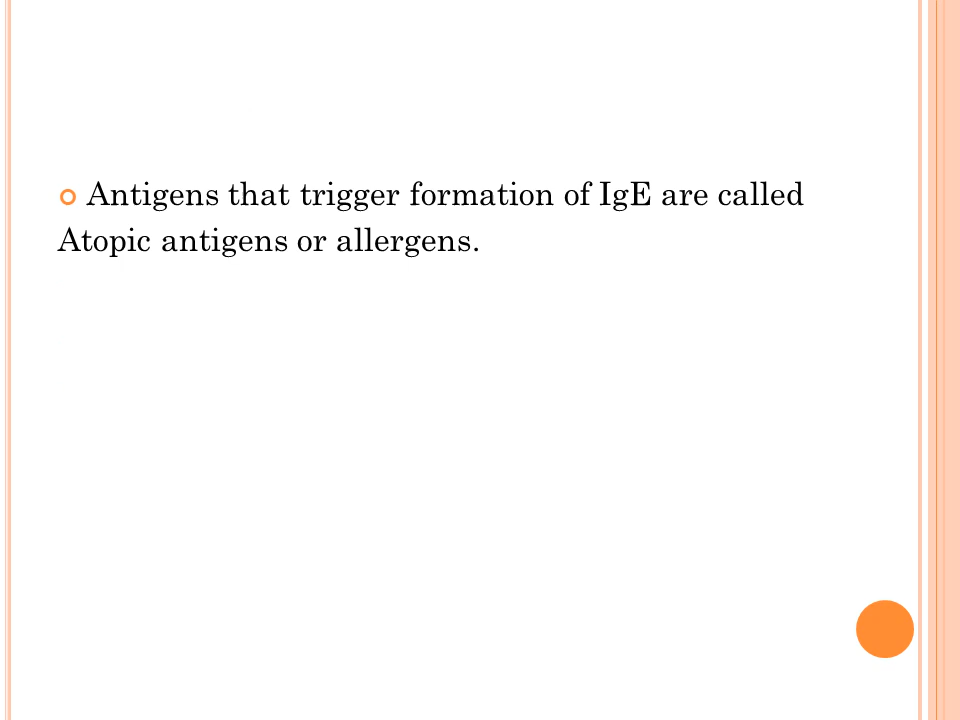 Antigens that trigger formation of IgE are called
Atopic antigens or allergens.